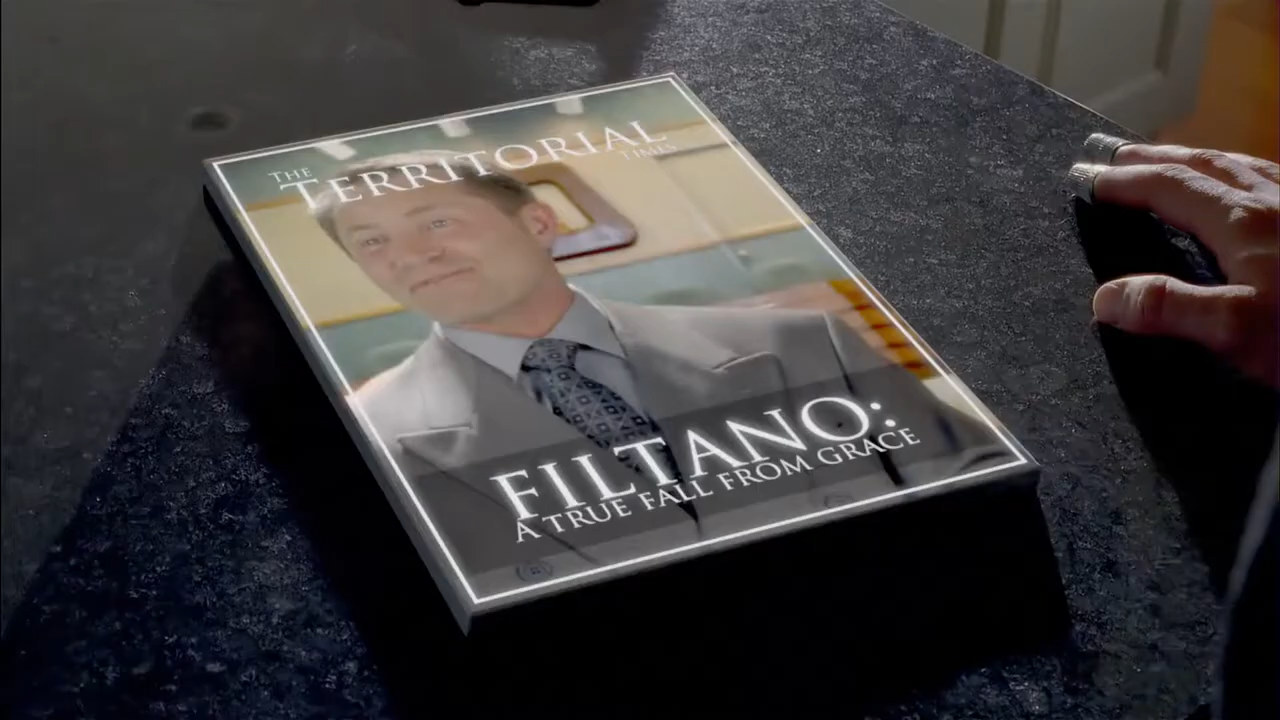 THE
TERRITORIAL
TIMES
FILTANO:
A TRUE FALL FROM GRACE